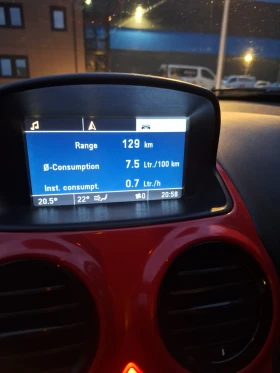 Range 129 km
Ø-Consumption 7.5 Ltr./100 km
Inst. consumpt. 0.7 Ltr./h
20.5° 22° 0 20:58